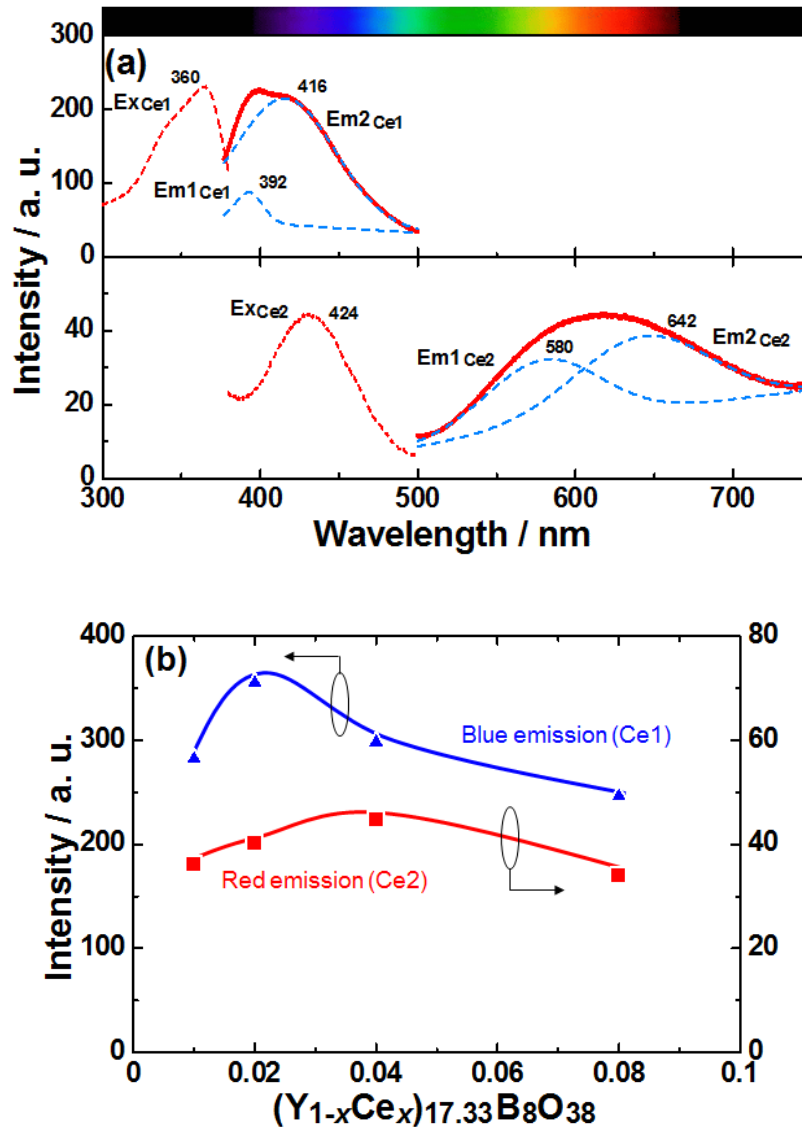 (a)
300
200
100
0
360
Ex Ce1
416
Em2 Ce1
Em1 Ce1
392
Intensity / a. u.
40
20
0
Ex Ce2
424
Em1 Ce2
580
642
Em2 Ce2
300 400 500 600 700
Wavelength / nm
(b)
400
300
200
100
0
Intensity / a. u.
80
60
40
20
0
Blue emission (Ce1)
Red emission (Ce2)
0 0.02 0.04 0.06 0.08 0.1
(Y1-xCex)17.33B8O38